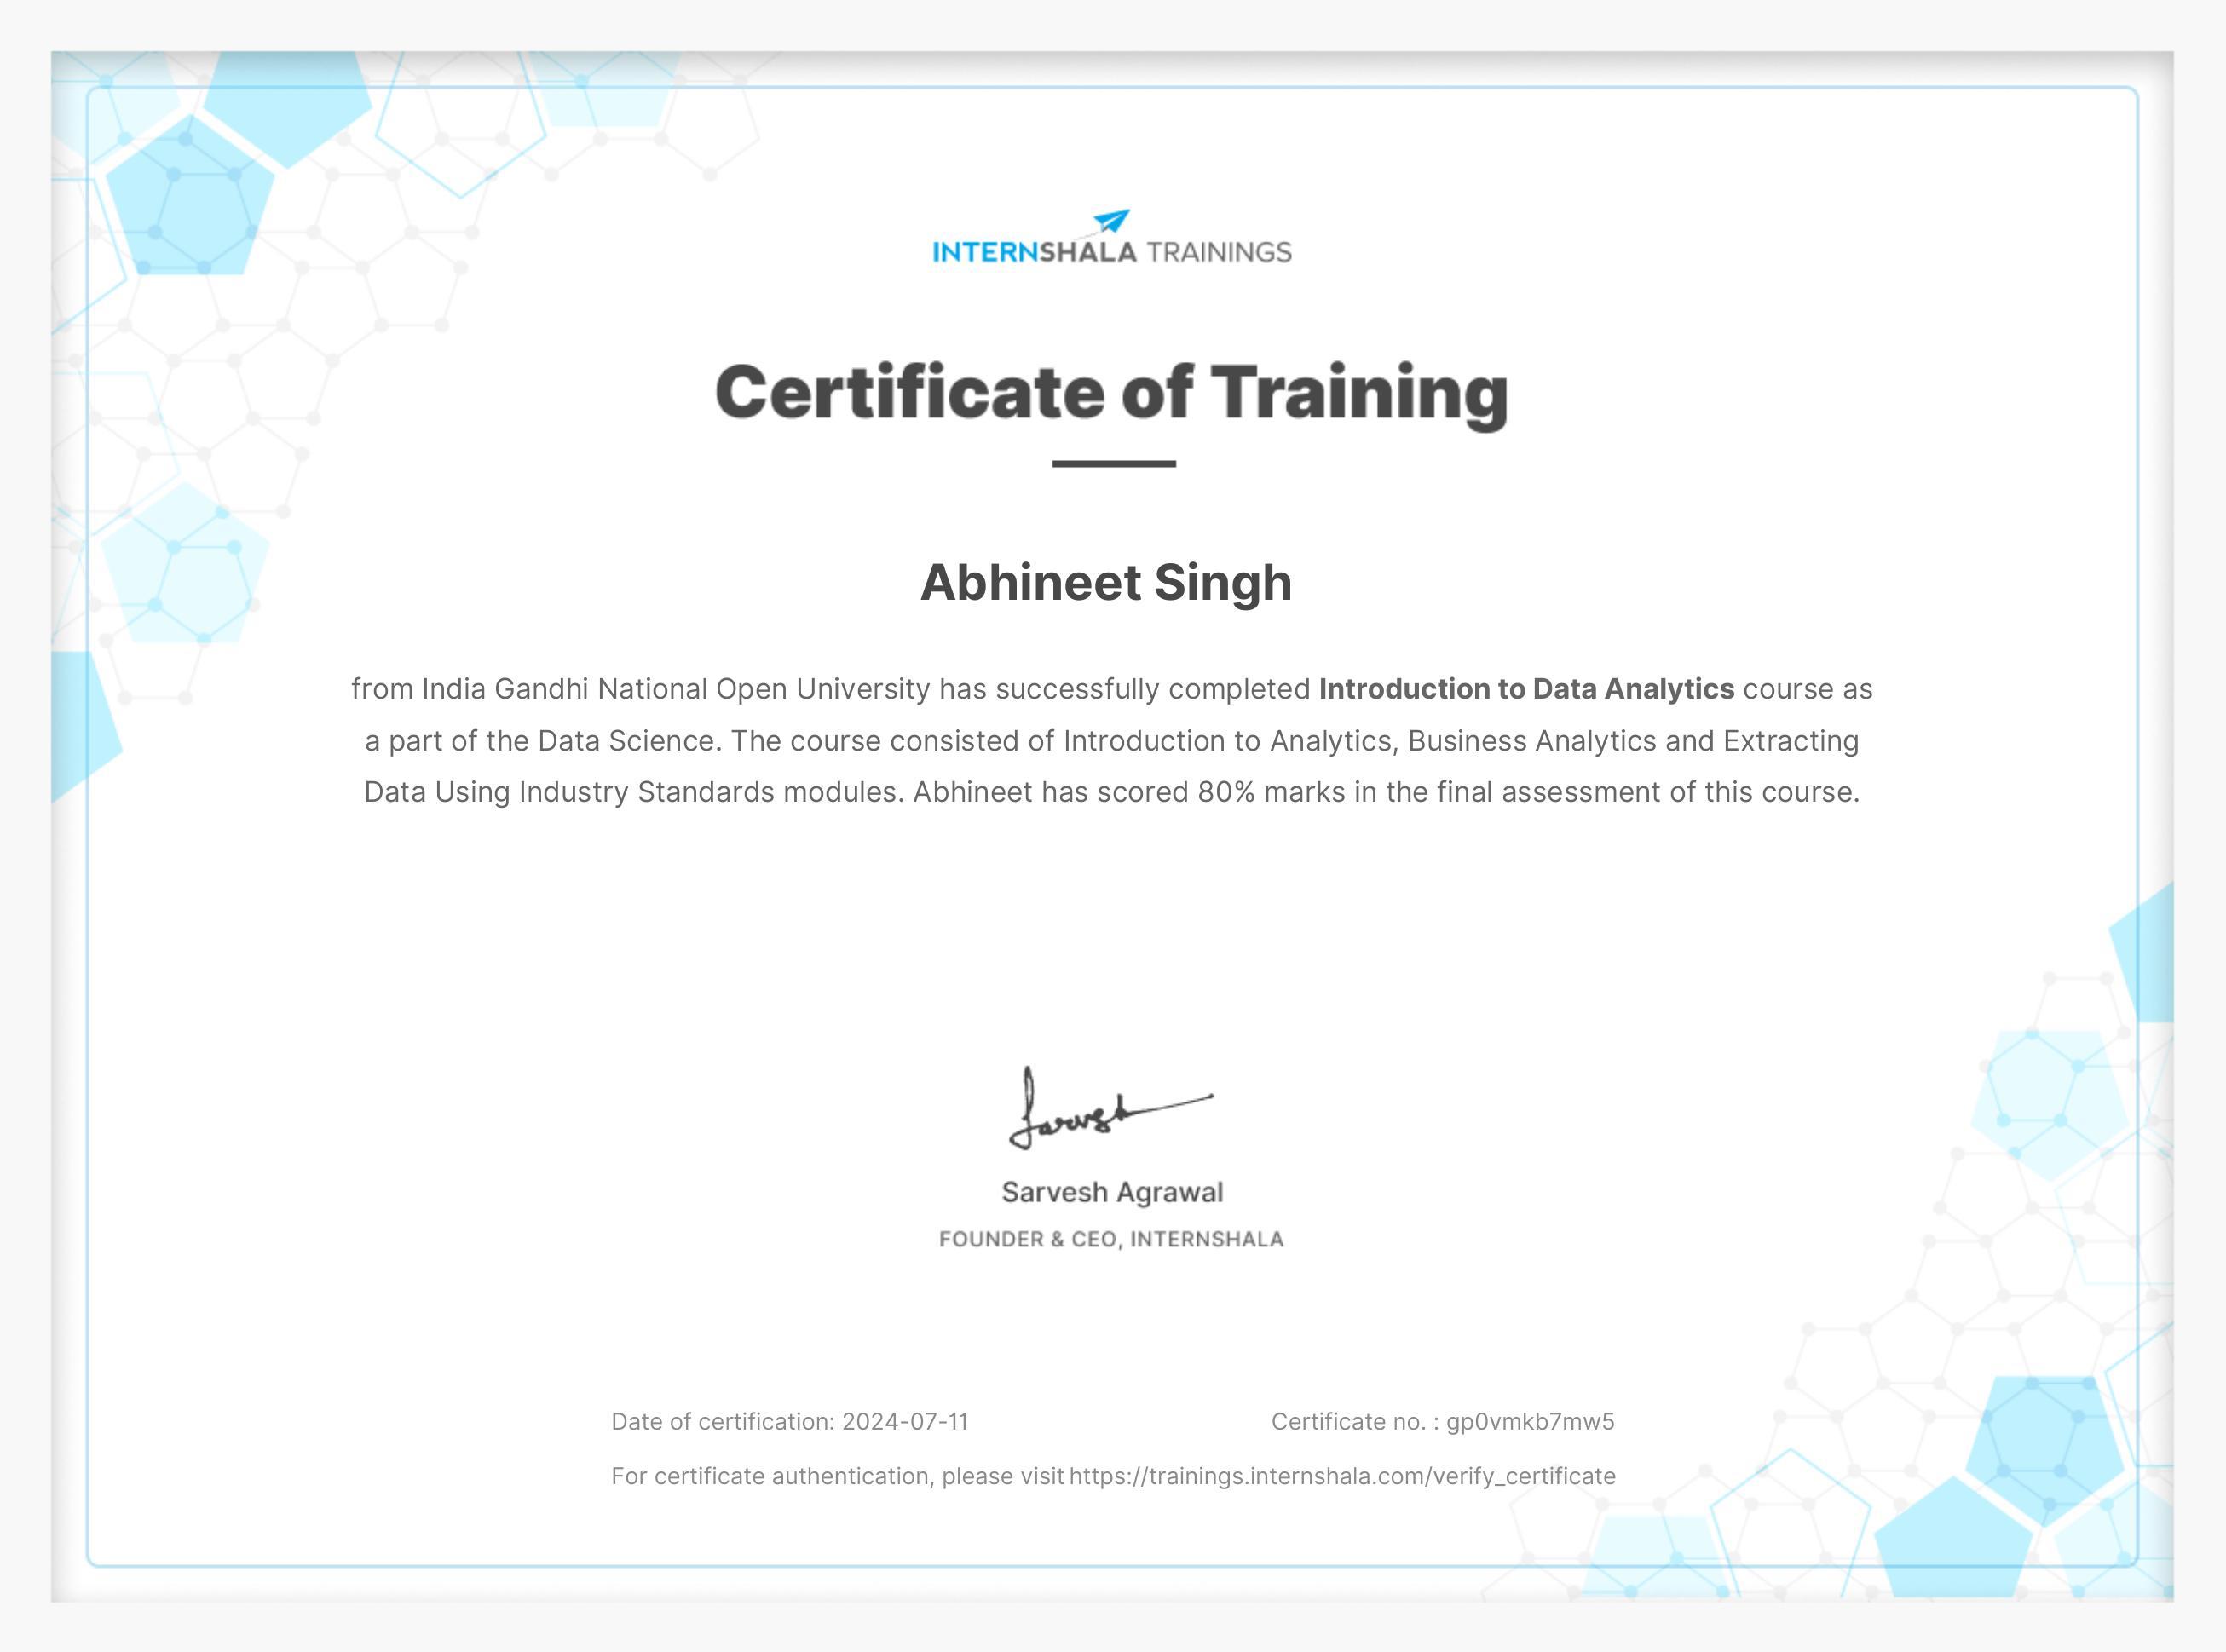 INTERNSHALA TRAININGS
Certificate of Training
Abhineet Singh
from India Gandhi National Open University has successfully completed Introduction to Data Analytics course as
a part of the Data Science. The course consisted of Introduction to Analytics, Business Analytics and Extracting
Data Using Industry Standards modules. Abhineet has scored 80% marks in the final assessment of this course.
Sarvesh
Sarvesh Agrawal
FOUNDER & CEO, INTERNSHALA
Date of certification: 2024-07-11 Certificate no. : gp0vmkb7mw5
For certificate authentication, please visit https://trainings.internshala.com/verify_certificate